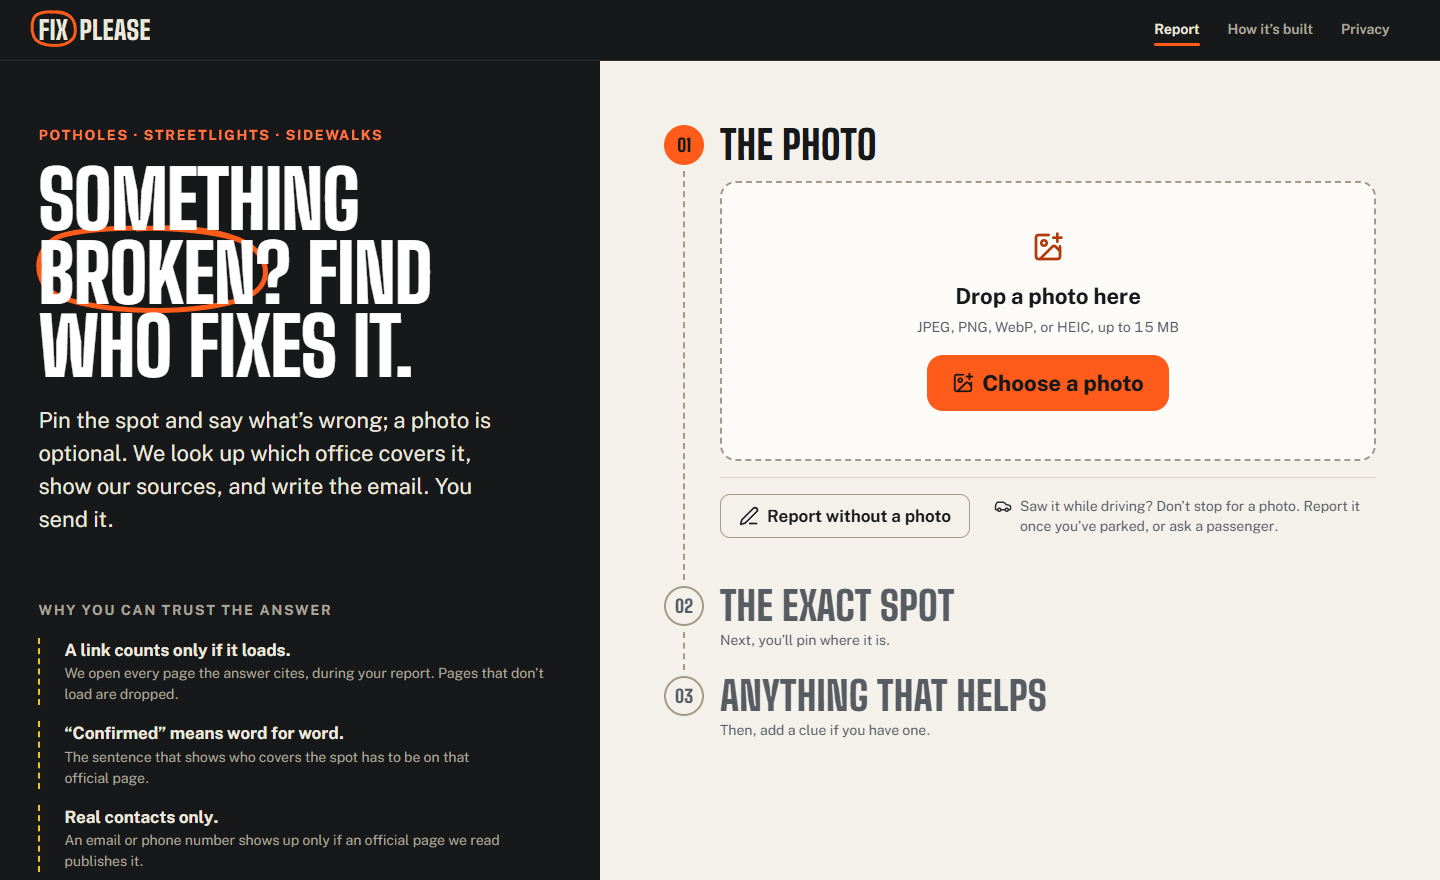 FIX PLEASE
Report
How it’s built
Privacy
POTHOLES · STREETLIGHTS · SIDEWALKS
SOMETHING
BROKEN? FIND
WHO FIXES IT.
Pin the spot and say what’s wrong; a photo is
optional. We look up which office covers it,
show our sources, and write the email. You
send it.
WHY YOU CAN TRUST THE ANSWER
A link counts only if it loads.
We open every page the answer cites, during your report. Pages that don’t
load are dropped.
“Confirmed” means word for word.
The sentence that shows who covers the spot has to be on that
official page.
Real contacts only.
An email or phone number shows up only if an official page we read
publishes it.
01
THE PHOTO
Drop a photo here
JPEG, PNG, WebP, or HEIC, up to 15 MB
Choose a photo
Report without a photo
Saw it while driving? Don’t stop for a photo. Report it
once you’ve parked, or ask a passenger.
02
THE EXACT SPOT
Next, you’ll pin where it is.
03
ANYTHING THAT HELPS
Then, add a clue if you have one.